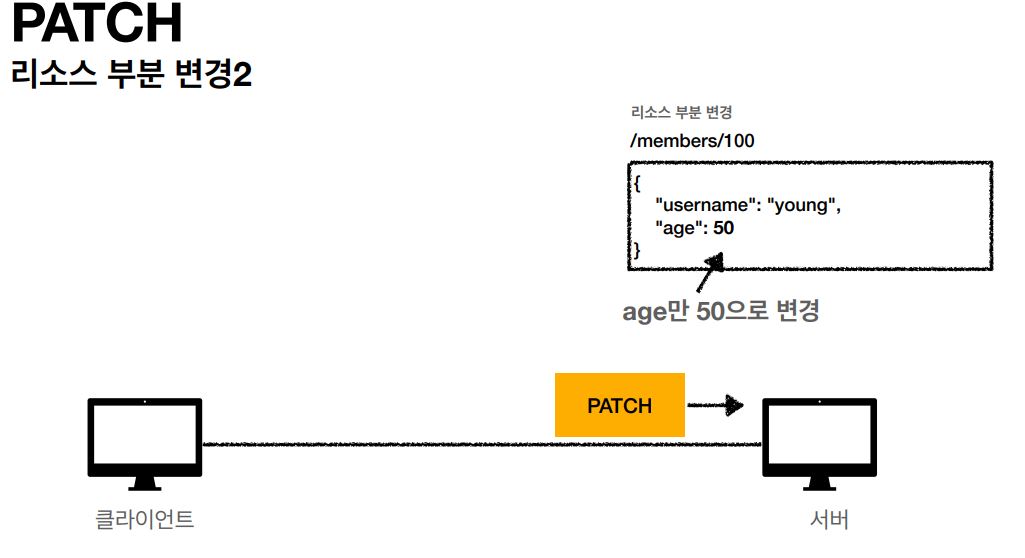 PATCH
리소스 부분 변경2
리소스 부분 변경
/members/100
{
"username": "young",
"age": 50
}
age만 50으로 변경
PATCH
클라이언트
서버